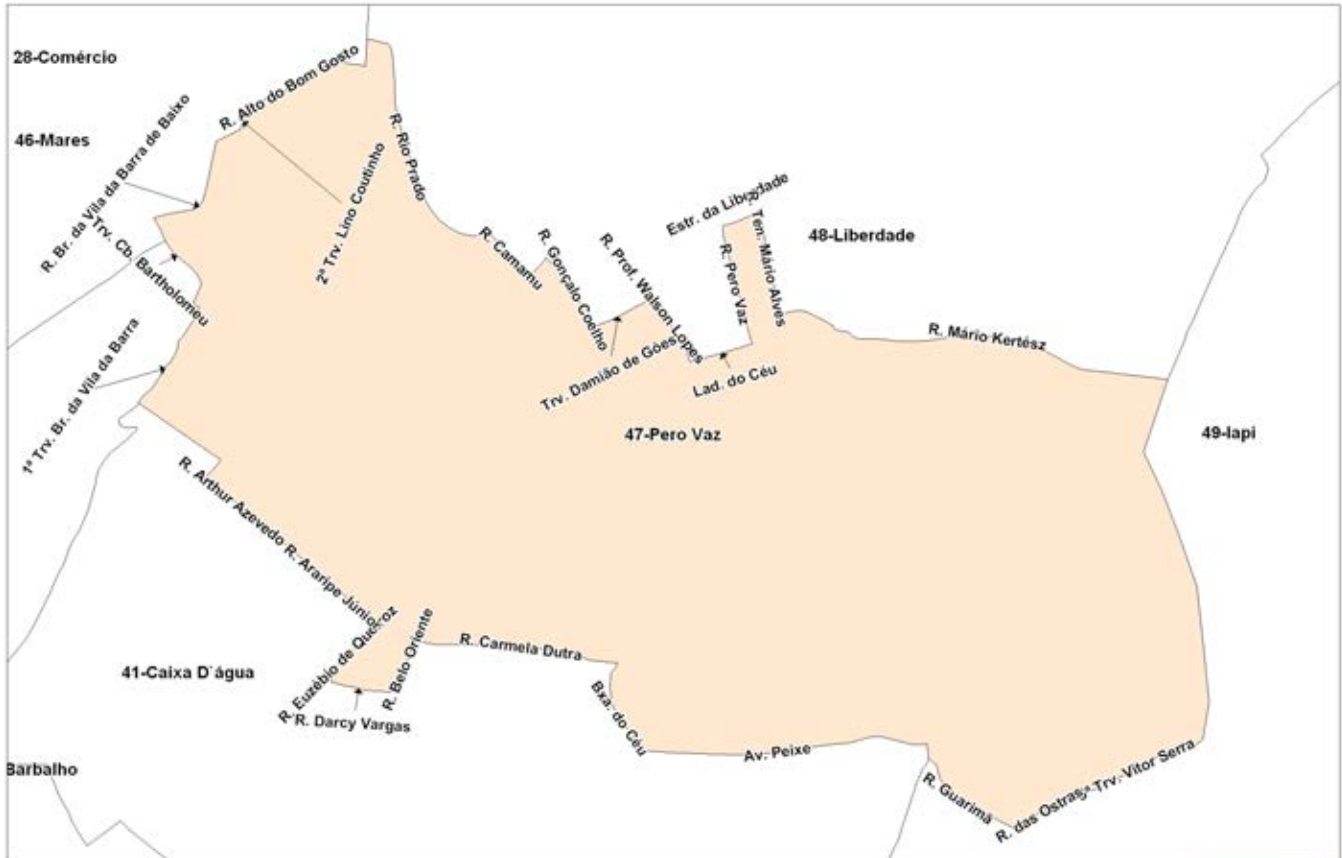 28-Comércio
R. Alto do Bom Gosto
46-Mares
R. Br. da Vila da Barra de Baixo
R. Rio Prado
2ª Trv. Lino Coutinho
Estr. da Liberdade
R. Ten. Mário Alves
48-Liberdade
Trv. Cb. Bartholomeu
R. Camamu
R. Gonçalo Coelho
R. Prof. Walson Lopes
R. Pero Vaz
R. Mário Kertész
1ª Trv. Br. da Vila da Barra
Trv. Damião de Góes
Lad. do Céu
47-Pero Vaz
49-Iapi
R. Arthur Azevedo
R. Araripe Júnior
R. Euzébio de Queiroz
R. Belo Oriente
R. Carmela Dutra
41-Caixa D`água
R. Darcy Vargas
Bxa. do Céu
Av. Peixe
Barbalho
R. Guarimã
R. das Ostras
ª Trv. Vitor Serra